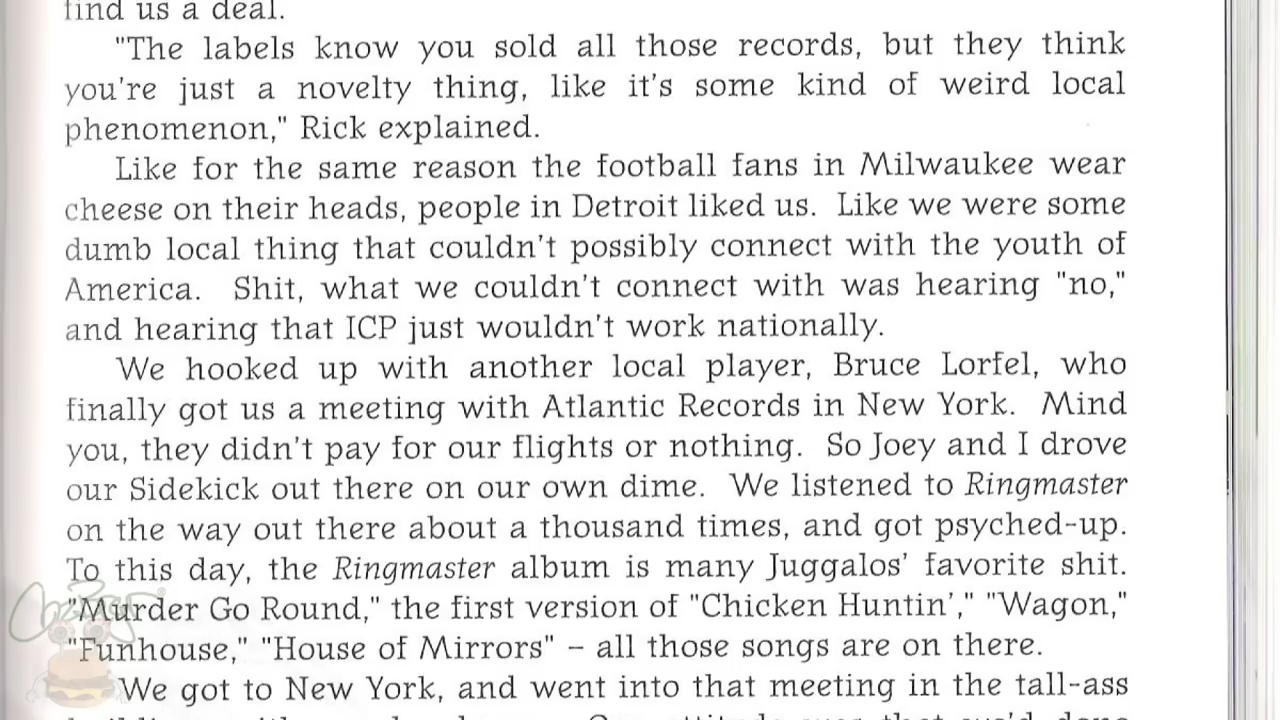 find us a deal.
"The labels know you sold all those records, but they think
you're just a novelty thing, like it's some kind of weird local
phenomenon," Rick explained.
Like for the same reason the football fans in Milwaukee wear
cheese on their heads, people in Detroit liked us.  Like we were some
dumb local thing that couldn't possibly connect with the youth of
America.  Shit, what we couldn't connect with was hearing "no,"
and hearing that ICP just wouldn't work nationally.
We hooked up with another local player, Bruce Lorfel, who
finally got us a meeting with Atlantic Records in New York.  Mind
you, they didn't pay for our flights or nothing.  So Joey and I drove
our Sidekick out there on our own dime.  We listened to Ringmaster
on the way out there about a thousand times, and got psyched-up.
To this day, the Ringmaster album is many Juggalos’ favorite shit.
"Murder Go Round," the first version of "Chicken Huntin'," "Wagon,"
"Funhouse," "House of Mirrors" – all those songs are on there.
We got to New York, and went into that meeting in the tall-ass